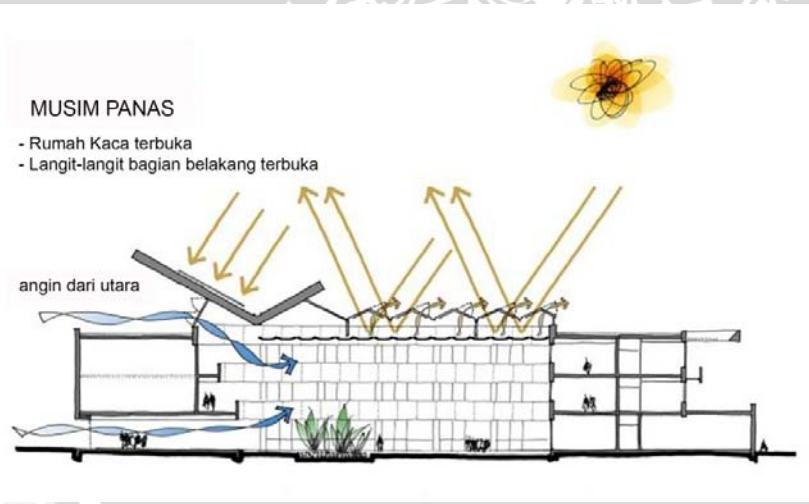 MUSIM PANAS
- Rumah Kaca terbuka
- Langit-langit bagian belakang terbuka
angin dari utara